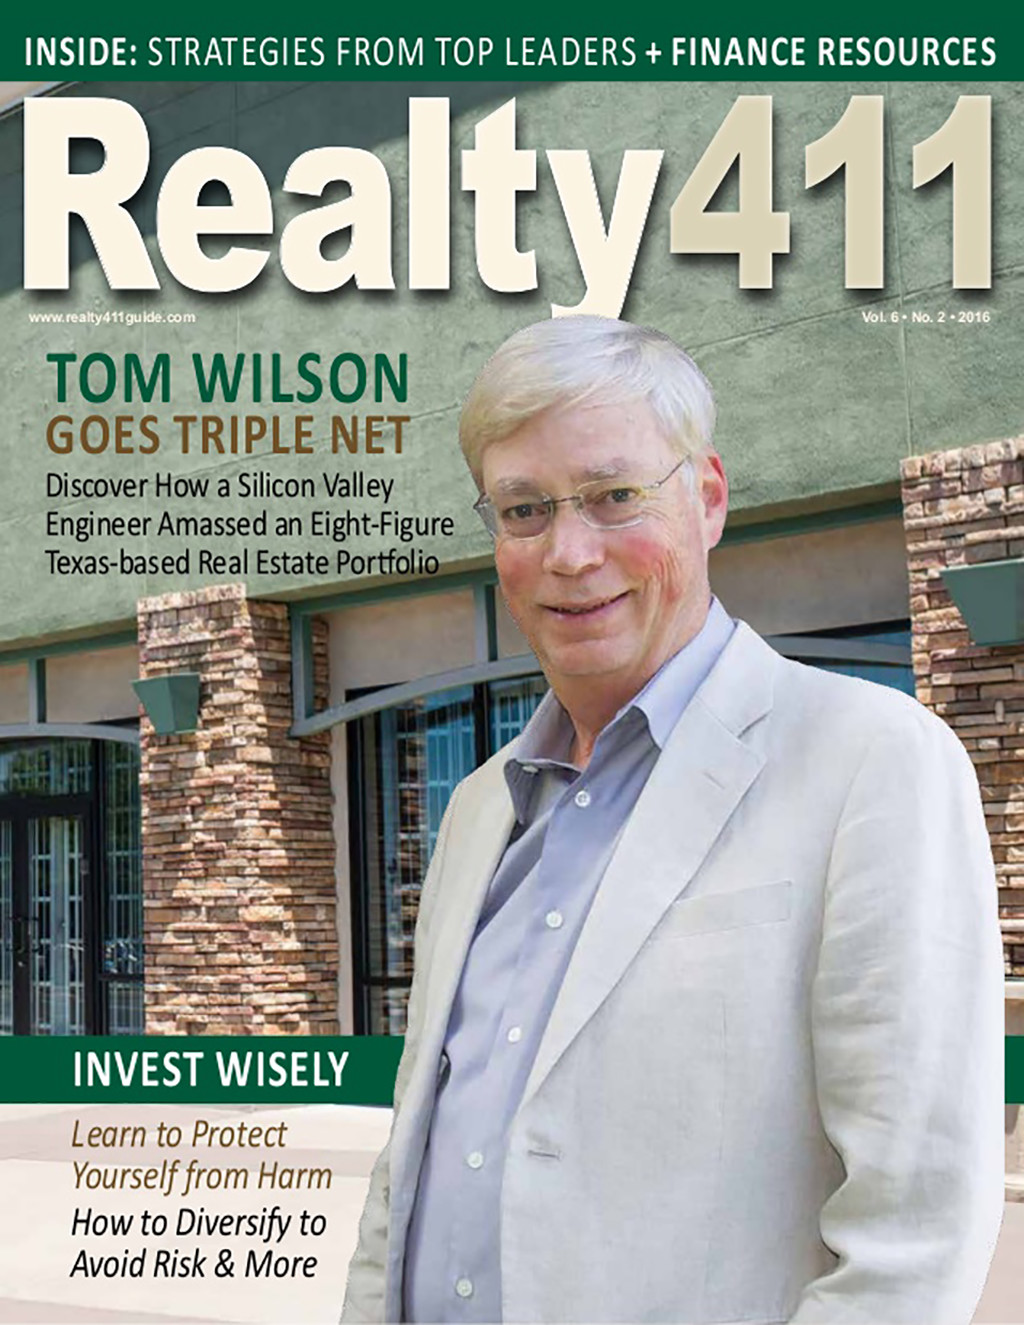 INSIDE: STRATEGIES FROM TOP LEADERS + FINANCE RESOURCES
Realty411
www.realty411guide.com
Vol. 6 • No. 2 • 2016
TOM WILSON
GOES TRIPLE NET
Discover How a Silicon Valley
Engineer Amassed an Eight-Figure
Texas-based Real Estate Portfolio
INVEST WISELY
Learn to Protect
Yourself from Harm
How to Diversify to
Avoid Risk & More